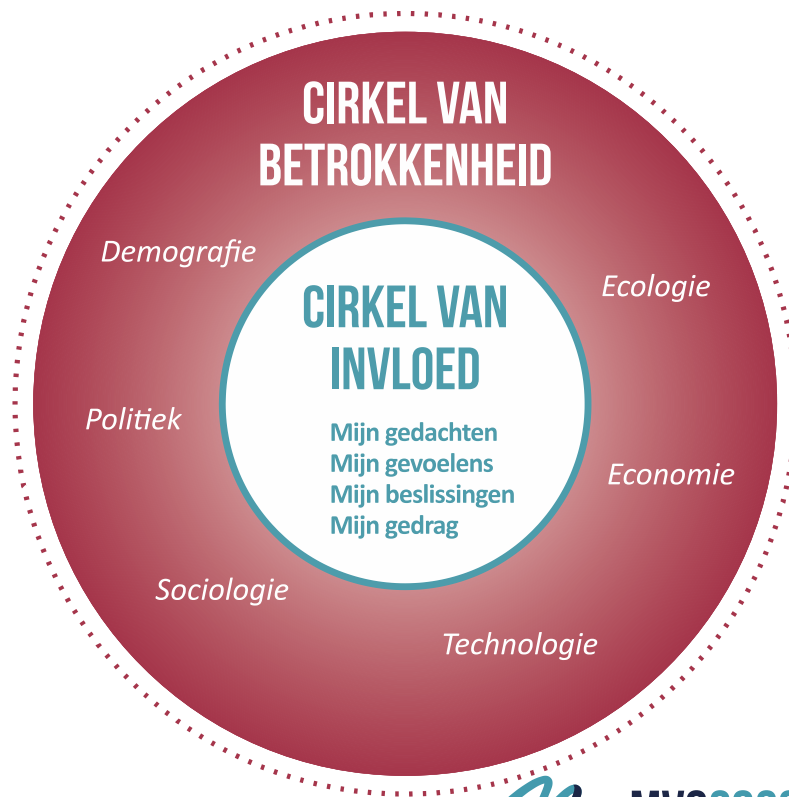 CIRKEL VAN
BETROKKENHEID
Demografie
Ecologie
CIRKEL VAN
INVLOED
Mijn gedachten
Mijn gevoelens
Mijn beslissingen
Mijn gedrag
Politiek
Economie
Sociologie
Technologie